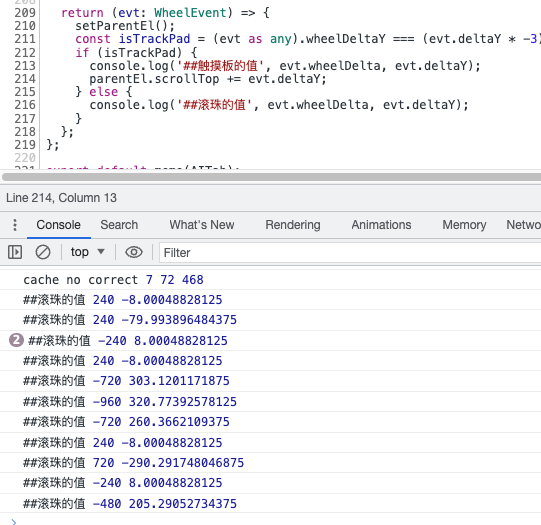 209 return (evt: WheelEvent) => {
210 setParentEl();
211 const isTrackPad = (evt as any).wheelDeltaY === (evt.deltaY * -3)
212 if (isTrackPad) {
213 console.log('##触摸板的值', evt.wheelDelta, evt.deltaY);
214 parentEl.scrollTop += evt.deltaY;
215 } else {
216 console.log('##滚珠的值', evt.wheelDelta, evt.deltaY);
217 }
218 };
219 };
220
Line 214, Column 13
Console Search What's New Rendering Animations Memory Netwo
top ▼ Filter
cache no correct 7 72 468
##滚珠的值 240 -8.00048828125
##滚珠的值 240 -79.993896484375
2 ##滚珠的值 -240 8.00048828125
##滚珠的值 240 -8.00048828125
##滚珠的值 -720 303.1201171875
##滚珠的值 -960 320.77392578125
##滚珠的值 -720 260.3662109375
##滚珠的值 240 -8.00048828125
##滚珠的值 720 -290.291748046875
##滚珠的值 -240 8.00048828125
##滚珠的值 -480 205.29052734375
›